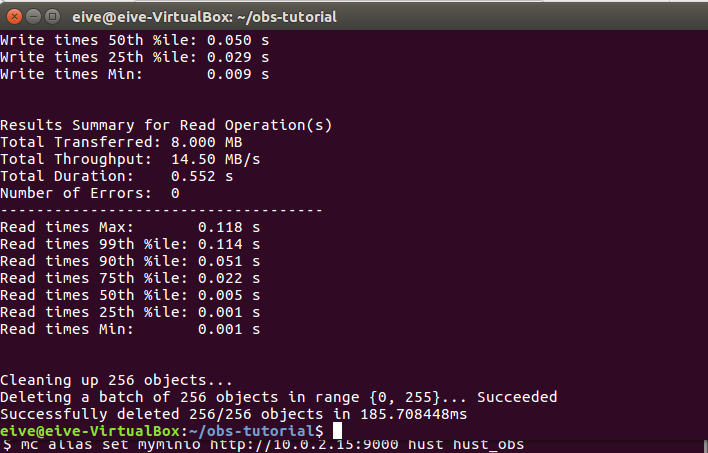 eive@eive-VirtualBox: ~/obs-tutorial
Write times 50th %ile: 0.050 s
Write times 25th %ile: 0.029 s
Write times Min:       0.009 s
Results Summary for Read Operation(s)
Total Transferred: 8.000 MB
Total Throughput:  14.50 MB/s
Total Duration:    0.552 s
Number of Errors:  0
------------------------------------
Read times Max:       0.118 s
Read times 99th %ile: 0.114 s
Read times 90th %ile: 0.051 s
Read times 75th %ile: 0.022 s
Read times 50th %ile: 0.005 s
Read times 25th %ile: 0.001 s
Read times Min:       0.001 s
Cleaning up 256 objects...
Deleting a batch of 256 objects in range {0, 255}... Succeeded
Successfully deleted 256/256 objects in 185.708448ms
eive@eive-VirtualBox:~/obs-tutorial$
$ mc alias set myminio http://10.0.2.15:9000 hust hust_obs